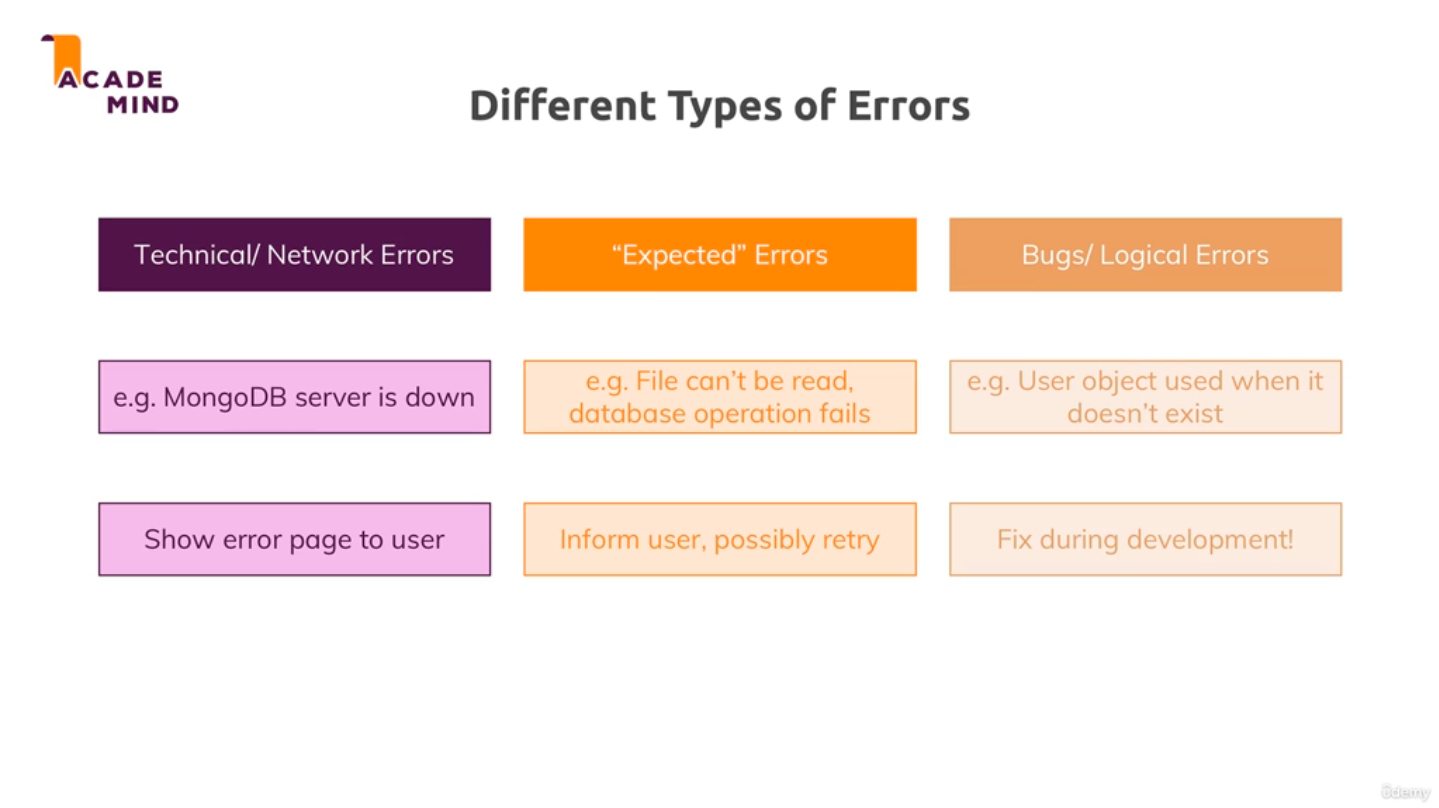 ACADE
MIND
Different Types of Errors
Technical/ Network Errors
“Expected” Errors
Bugs/ Logical Errors
e.g. MongoDB server is down
e.g. File can’t be read,
database operation fails
e.g. User object used when it
doesn’t exist
Show error page to user
Inform user, possibly retry
Fix during development!